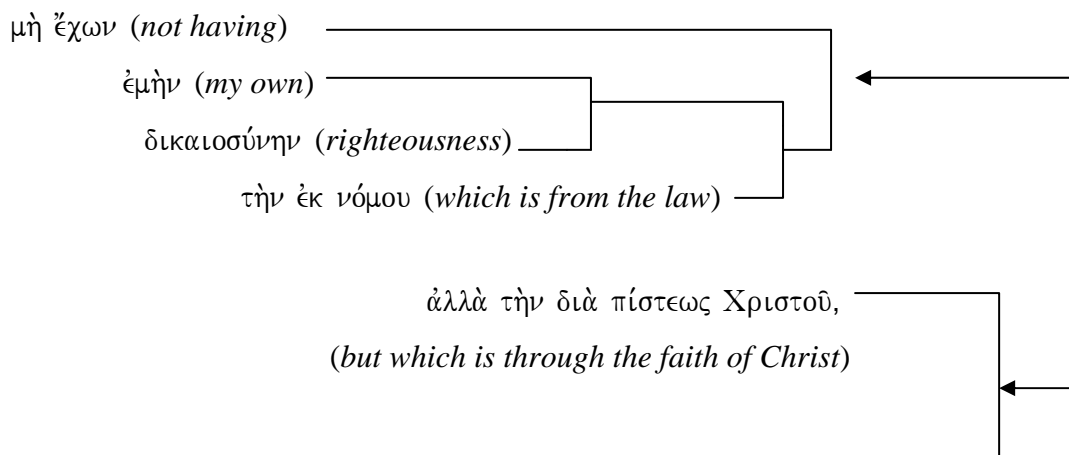 μὴ ἔχων (not having)
ἐμὴν (my own)
δικαιοσύνην (righteousness)
τὴν ἐκ νόμου (which is from the law)
ἀλλὰ τὴν διὰ πίστεως Χριστοῦ,
(but which is through the faith of Christ)